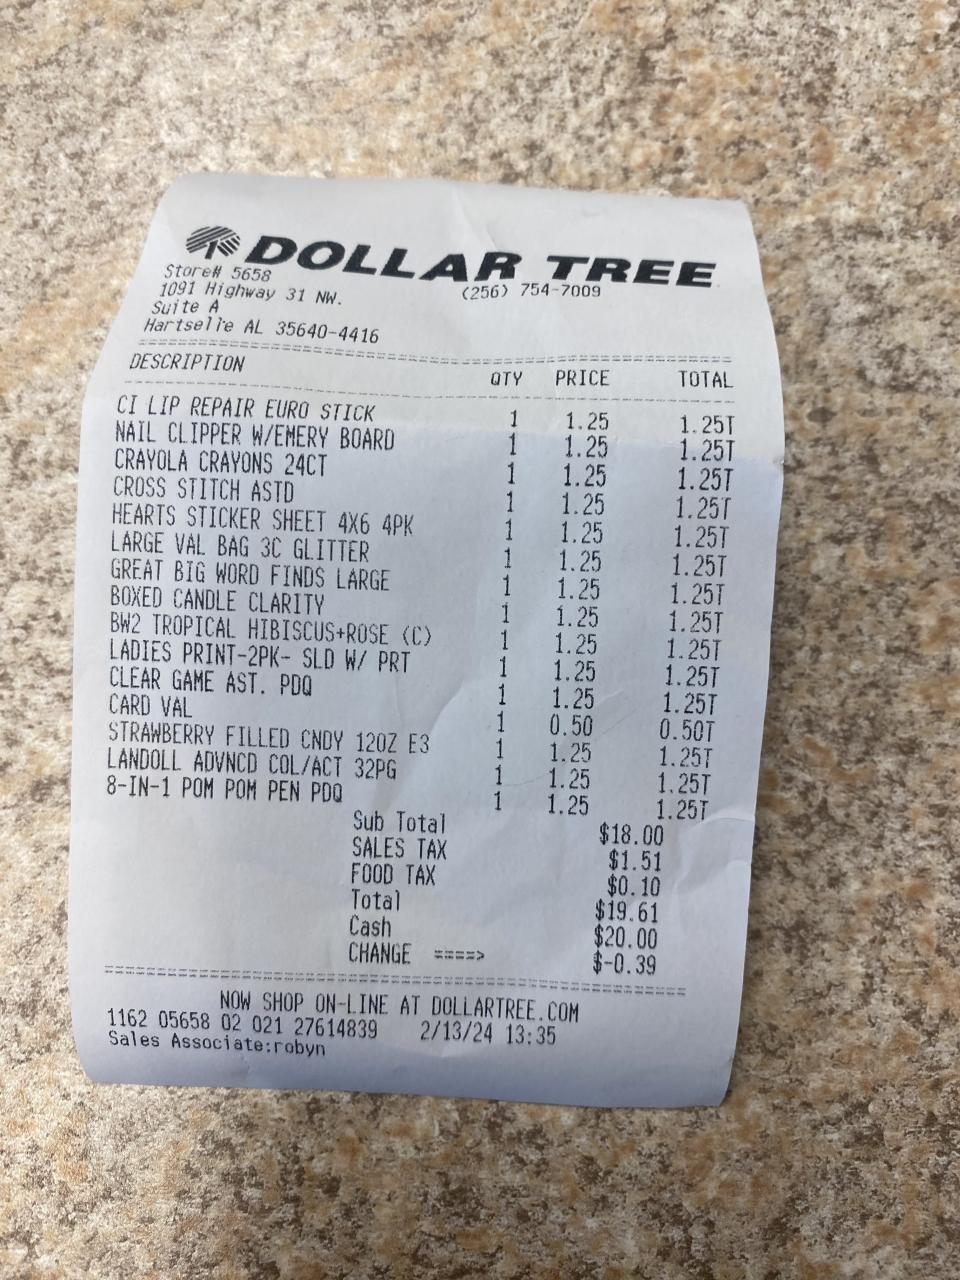 DOLLAR TREE
Store# 5658 (256) 754-7009
1091 Highway 31 NW.
Suite A
Hartselle AL 35640-4416
DESCRIPTION QTY PRICE TOTAL
CI LIP REPAIR EURO STICK 1 1.25 1.25T
NAIL CLIPPER W/EMERY BOARD 1 1.25 1.25T
CRAYOLA CRAYONS 24CT 1 1.25 1.25T
CROSS STITCH ASTD 1 1.25 1.25T
HEARTS STICKER SHEET 4X6 4PK 1 1.25 1.25T
LARGE VAL BAG 3C GLITTER 1 1.25 1.25T
GREAT BIG WORD FINDS LARGE 1 1.25 1.25T
BOXED CANDLE CLARITY 1 1.25 1.25T
BW2 TROPICAL HIBISCUS+ROSE (C) 1 1.25 1.25T
LADIES PRINT-2PK- SLD W/ PRT 1 1.25 1.25T
CLEAR GAME AST. PDQ 1 1.25 1.25T
CARD VAL 1 0.50 0.50T
STRAWBERRY FILLED CNDY 12OZ E3 1 1.25 1.25T
LANDOLL ADVNCD COL/ACT 32PG 1 1.25 1.25T
8-IN-1 POM POM PEN PDQ 1 1.25 1.25T
Sub Total $18.00
SALES TAX $1.51
FOOD TAX $0.10
Total $19.61
Cash $20.00
CHANGE ====> $-0.39
NOW SHOP ON-LINE AT DOLLARTREE.COM
1162 05658 02 021 27614839 2/13/24 13:35
Sales Associate:robyn